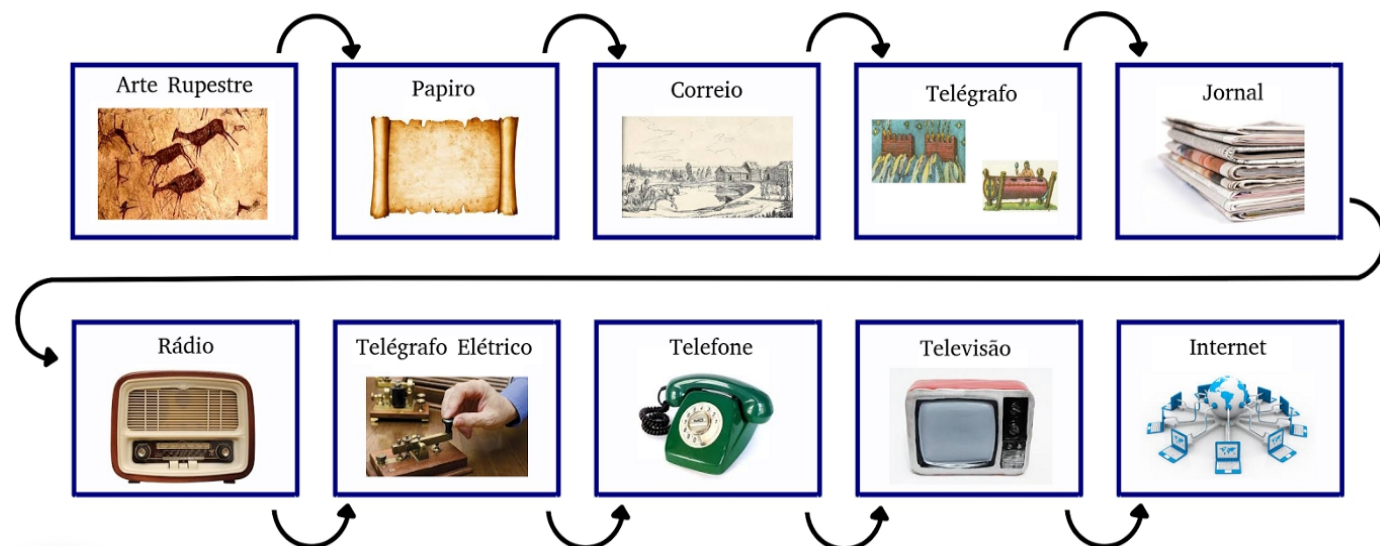 Arte Rupestre
Papiro
Correio
Telégrafo
Jornal
Rádio
Telégrafo Elétrico
Telefone
Televisão
Internet